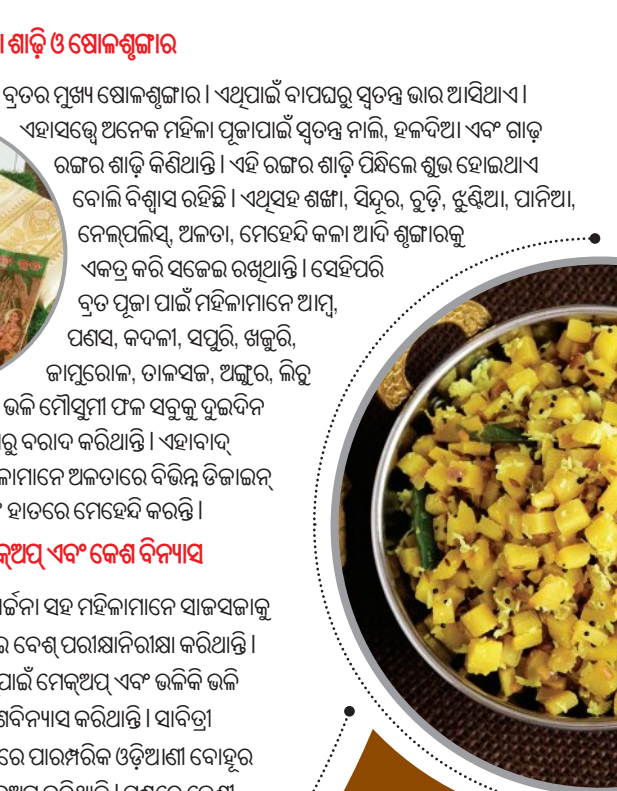 ଶାଢ଼ି ଓ ଷୋଳଶୃଙ୍ଗାର
ବ୍ରତର ମୁଖ୍ୟ ଷୋଳଶୃଙ୍ଗାର । ଏଥିପାଇଁ ବାପଘରୁ ସ୍ୱତନ୍ତ୍ର ଭାର ଆସିଥାଏ ।
ଏହାସତ୍ତ୍ୱେ ଅନେକ ମହିଳା ପୂଜାପାଇଁ ସ୍ୱତନ୍ତ୍ର ନାଲି, ହଳଦିଆ ଏବଂ ଗାଢ଼
ରଙ୍ଗର ଶାଢ଼ି କିଣିଥାନ୍ତି । ଏହି ରଙ୍ଗର ଶାଢ଼ି ପିନ୍ଧିଲେ ଶୁଭ ହୋଇଥାଏ
ବୋଲି ବିଶ୍ୱାସ ରହିଛି । ଏଥିସହ ଶଙ୍ଖା, ସିନ୍ଦୂର, ଚୁଡ଼ି, ଝୁଣ୍ଟିଆ, ପାନିଆ,
ନେଲ୍‌ପଲିସ୍, ଅଳତା, ମେହେନ୍ଦି କଳା ଆଦି ଶୃଙ୍ଗାରକୁ
ଏକତ୍ର କରି ସଜେଇ ରଖିଥାନ୍ତି । ସେହିପରି
ବ୍ରତ ପୂଜା ପାଇଁ ମହିଳାମାନେ ଆମ୍ବ,
ପଣସ, କଦଳୀ, ସପୁରି, ଖଜୁରି,
ଜାମୁରୋଳ, ତାଳସଜ, ଅଙ୍ଗୁର, ଲିଚୁ
ଭଳି ମୌସୁମୀ ଫଳ ସବୁକୁ ଦୁଇଦିନ
ବରାଦ କରିଥାନ୍ତି । ଏହାବାଦ୍
ଅଳତାରେ ବିଭିନ୍ନ ଡିଜାଇନ୍
ହାତରେ ମେହେନ୍ଦି କରନ୍ତି ।
ଏବଂ କେଶ ବିନ୍ୟାସ
ସହ ମହିଳାମାନେ ସାଜସଜାକୁ
ବେଶ୍ ପରୀକ୍ଷାନିରୀକ୍ଷା କରିଥାନ୍ତି ।
ମେକ୍‌ଅପ୍ ଏବଂ ଭଳିକି ଭଳି
କରିଥାନ୍ତି । ସାବିତ୍ରୀ
ପାରମ୍ପରିକ ଓଡ଼ିଆଣୀ ବୋହୂର